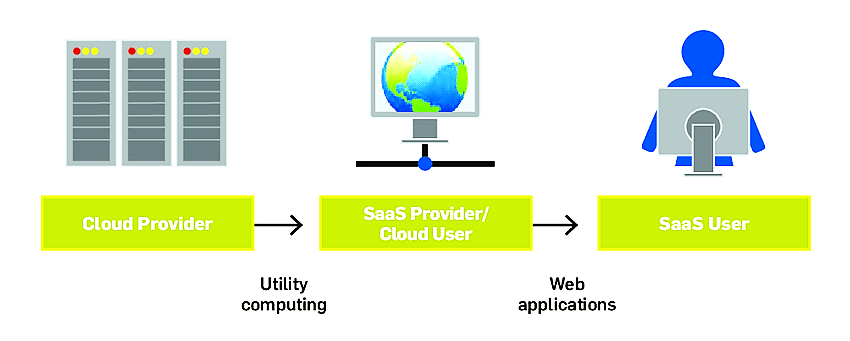 Cloud Provider
SaaS Provider/
Cloud User
SaaS User
Utility
computing
Web
applications